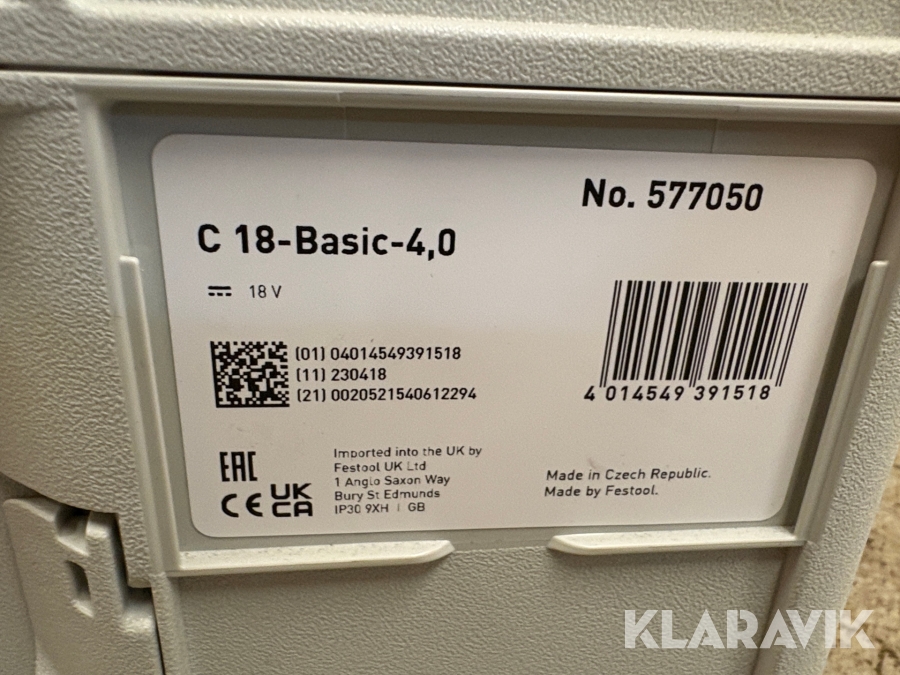 No. 577050
C 18-Basic-4,0
18 V
(01) 04014549391518
(11) 230418
(21) 0020521540612294
4 014549 391518
EAC
CE UKCA
Imported into the UK by
Festool UK Ltd
1 Anglo Saxon Way
Bury St Edmunds
IP30 9XH | GB
Made in Czech Republic.
Made by Festool.
KLARAVIK